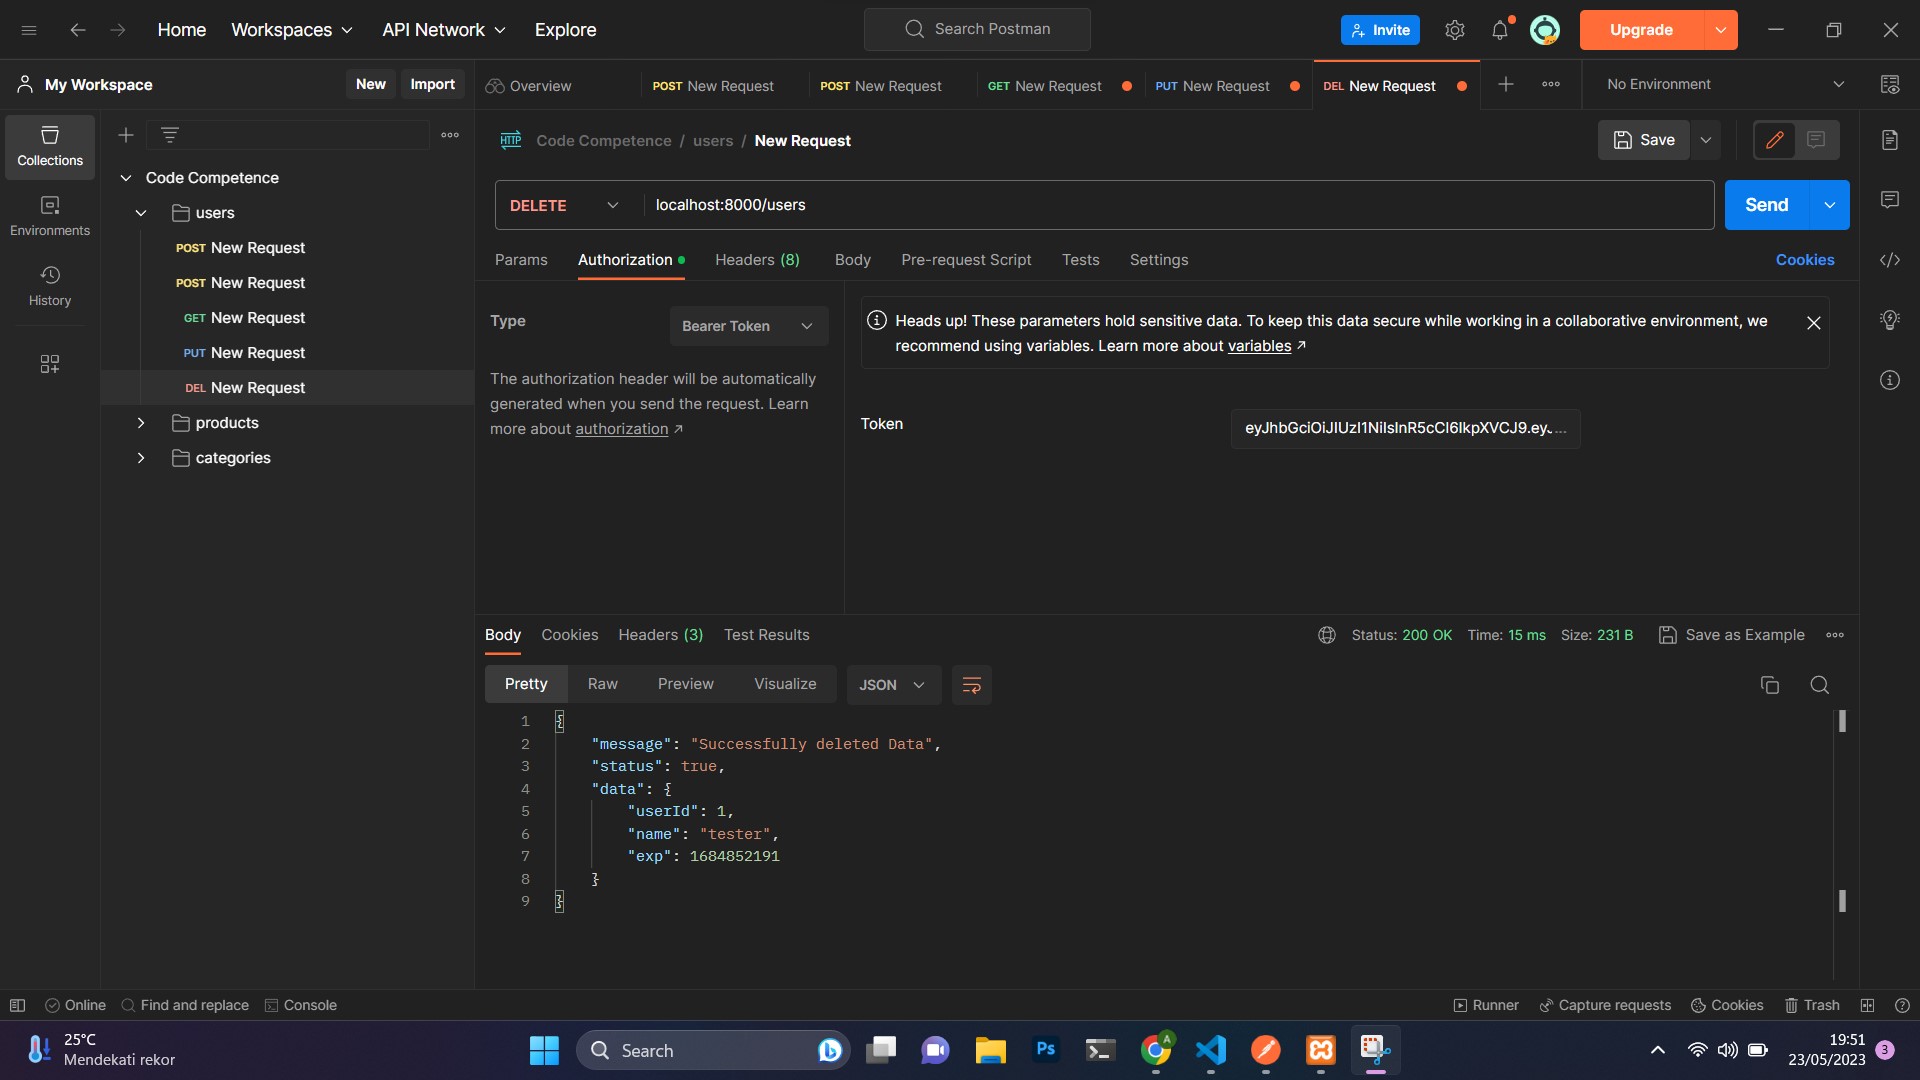 Home Workspaces API Network Explore
Search Postman
Invite
Upgrade
My Workspace New Import
Overview POST New Request POST New Request GET New Request PUT New Request DEL New Request
No Environment
Collections
Environments
History
Code Competence
users
POST New Request
POST New Request
GET New Request
PUT New Request
DEL New Request
products
categories
HTTP Code Competence / users / New Request
Save
DELETE localhost:8000/users Send
Params Authorization Headers (8) Body Pre-request Script Tests Settings Cookies
Type Bearer Token
The authorization header will be automatically
generated when you send the request. Learn
more about authorization ↗
Heads up! These parameters hold sensitive data. To keep this data secure while working in a collaborative environment, we
recommend using variables. Learn more about variables ↗
Token eyJhbGciOiJIUzI1NiIsInR5cCI6IkpXVCJ9.eyJ...
Body Cookies Headers (3) Test Results
Status: 200 OK Time: 15 ms Size: 231 B Save as Example
Pretty Raw Preview Visualize JSON
1 {
2 "message": "Successfully deleted Data",
3 "status": true,
4 "data": {
5 "userId": 1,
6 "name": "tester",
7 "exp": 1684852191
8 }
9 }
Online Find and replace Console
Runner Capture requests Cookies Trash
25°C
Mendekati rekor
Search
Ps
A
19:51
23/05/2023
3